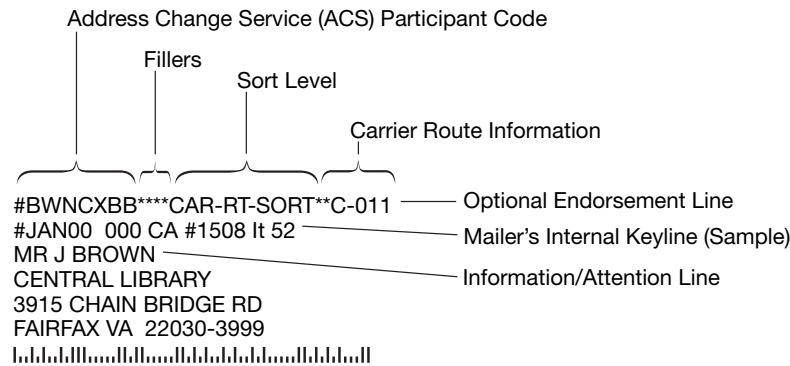 Address Change Service (ACS) Participant Code
Fillers
Sort Level
Carrier Route Information
#BWNCXBB****CAR-RT-SORT**C-011
Optional Endorsement Line
#JAN00  000 CA #1508 It 52
Mailer's Internal Keyline (Sample)
MR J BROWN
Information/Attention Line
CENTRAL LIBRARY
3915 CHAIN BRIDGE RD
FAIRFAX VA  22030-3999